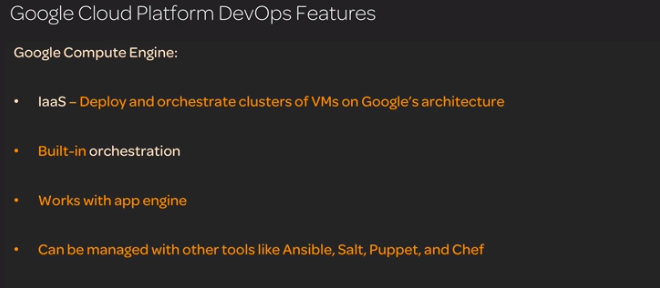 Google Cloud Platform DevOps Features
Google Compute Engine:
• IaaS – Deploy and orchestrate clusters of VMs on Google's architecture
• Built-in orchestration
• Works with app engine
• Can be managed with other tools like Ansible, Salt, Puppet, and Chef